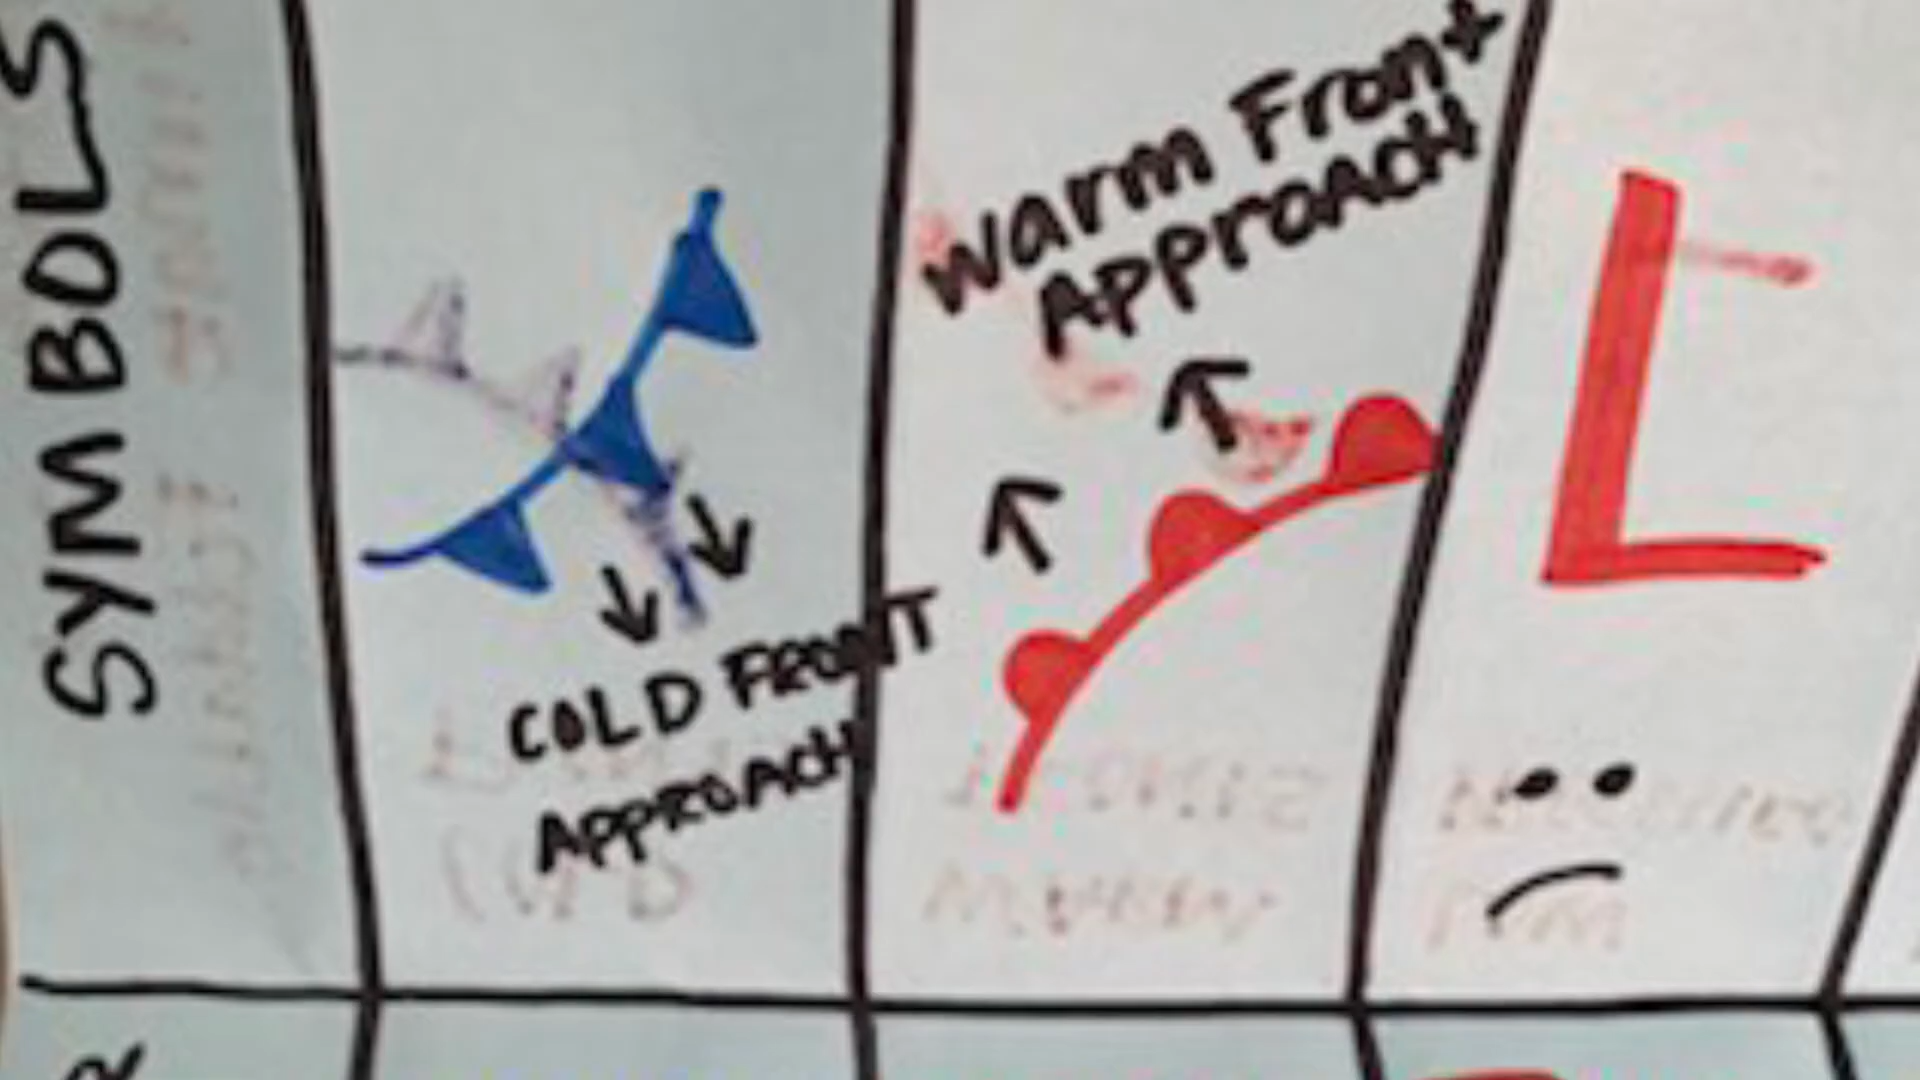 SYMBOLS
COLD FRONT
APPROACH
Warm Front
Approach
L